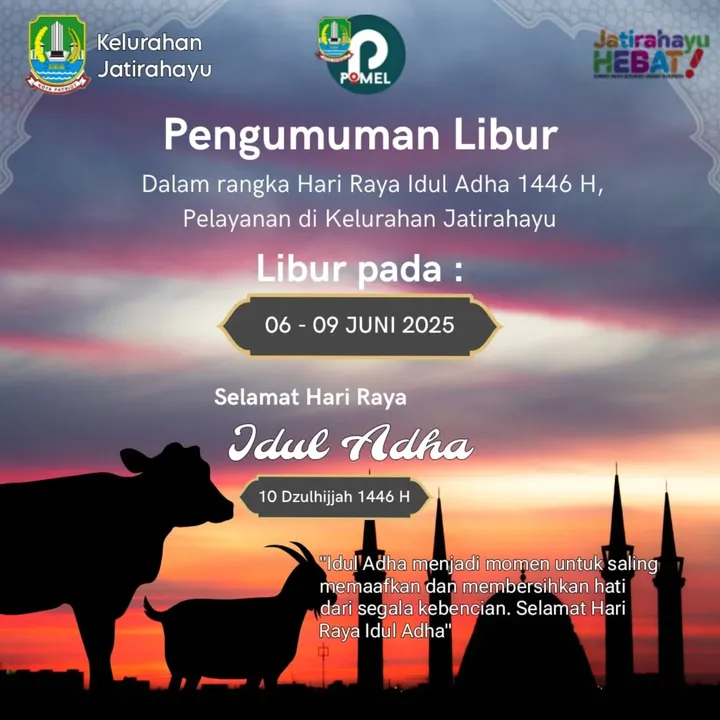 Kelurahan
Jatirahayu
POMEL
Jatirahayu
HEBAT!
Pengumuman Libur
Dalam rangka Hari Raya Idul Adha 1446 H,
Pelayanan di Kelurahan Jatirahayu
Libur pada :
06 - 09 JUNI 2025
Selamat Hari Raya
Idul Adha
10 Dzulhijjah 1446 H
"Idul Adha menjadi momen untuk saling
memaafkan dan membersihkan hati
dari segala kebencian. Selamat Hari
Raya Idul Adha"